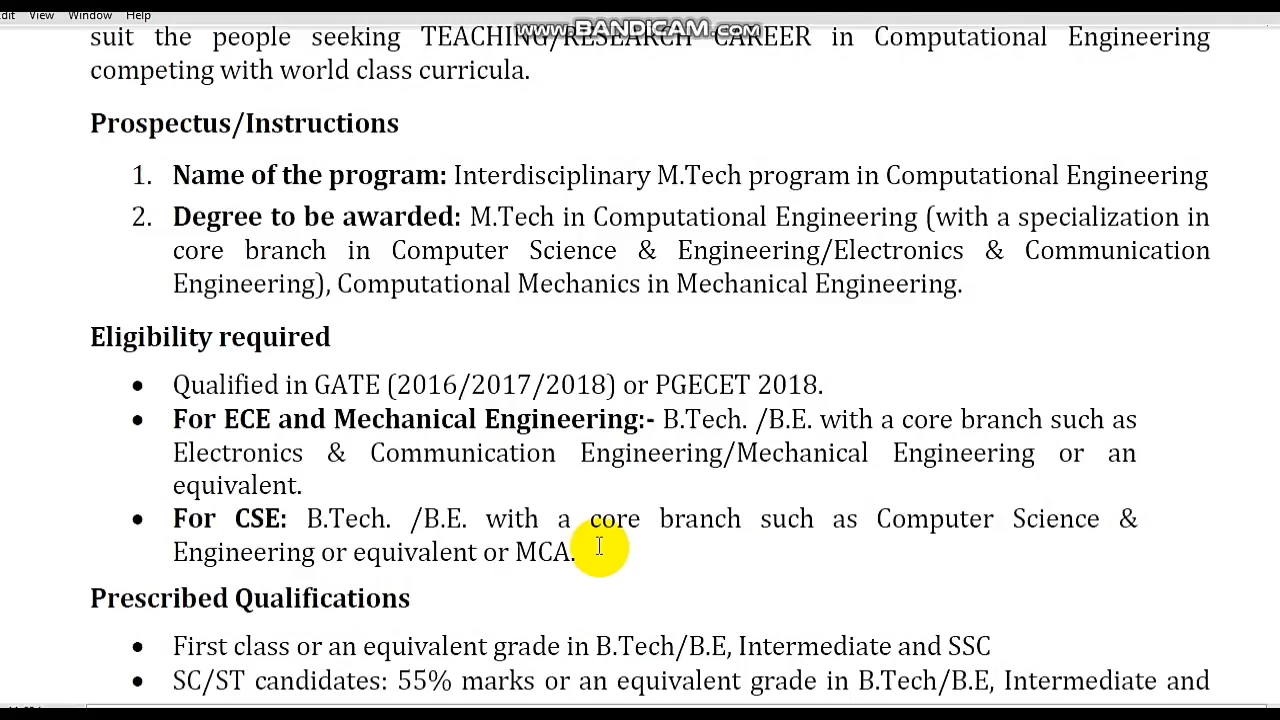 dit View Window Help
www.BANDICAM.com
suit the people seeking TEACHING/RESEARCH CAREER in Computational Engineering
competing with world class curricula.
Prospectus/Instructions
1. Name of the program: Interdisciplinary M.Tech program in Computational Engineering
2. Degree to be awarded: M.Tech in Computational Engineering (with a specialization in
core branch in Computer Science & Engineering/Electronics & Communication
Engineering), Computational Mechanics in Mechanical Engineering.
Eligibility required
• Qualified in GATE (2016/2017/2018) or PGECET 2018.
• For ECE and Mechanical Engineering:- B.Tech. /B.E. with a core branch such as
Electronics & Communication Engineering/Mechanical Engineering or an
equivalent.
• For CSE: B.Tech. /B.E. with a core branch such as Computer Science &
Engineering or equivalent or MCA.
Prescribed Qualifications
• First class or an equivalent grade in B.Tech/B.E, Intermediate and SSC
• SC/ST candidates: 55% marks or an equivalent grade in B.Tech/B.E, Intermediate and